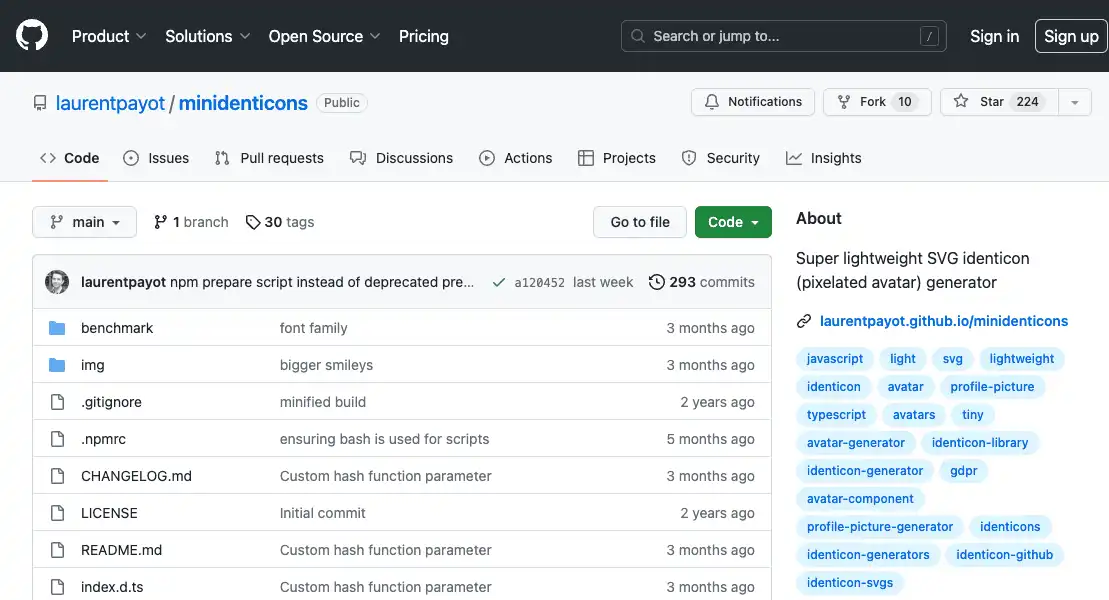 Product Solutions Open Source Pricing Search or jump to... / Sign in Sign up
laurentpayot / minidenticons Public Notifications Fork 10 Star 224
Code Issues Pull requests Discussions Actions Projects Security Insights
main 1 branch 30 tags Go to file Code
laurentpayot npm prepare script instead of deprecated pre... a120452 last week 293 commits
benchmark font family 3 months ago
img bigger smileys 3 months ago
.gitignore minified build 2 years ago
.npmrc ensuring bash is used for scripts 5 months ago
CHANGELOG.md Custom hash function parameter 3 months ago
LICENSE Initial commit 2 years ago
README.md Custom hash function parameter 3 months ago
index.d.ts Custom hash function parameter 3 months ago
About
Super lightweight SVG identicon
(pixelated avatar) generator
laurentpayot.github.io/minidenticons
javascript light svg lightweight
identicon avatar profile-picture
typescript avatars tiny
avatar-generator identicon-library
identicon-generator gdpr
avatar-component
profile-picture-generator identicons
identicon-generators identicon-github
identicon-svgs